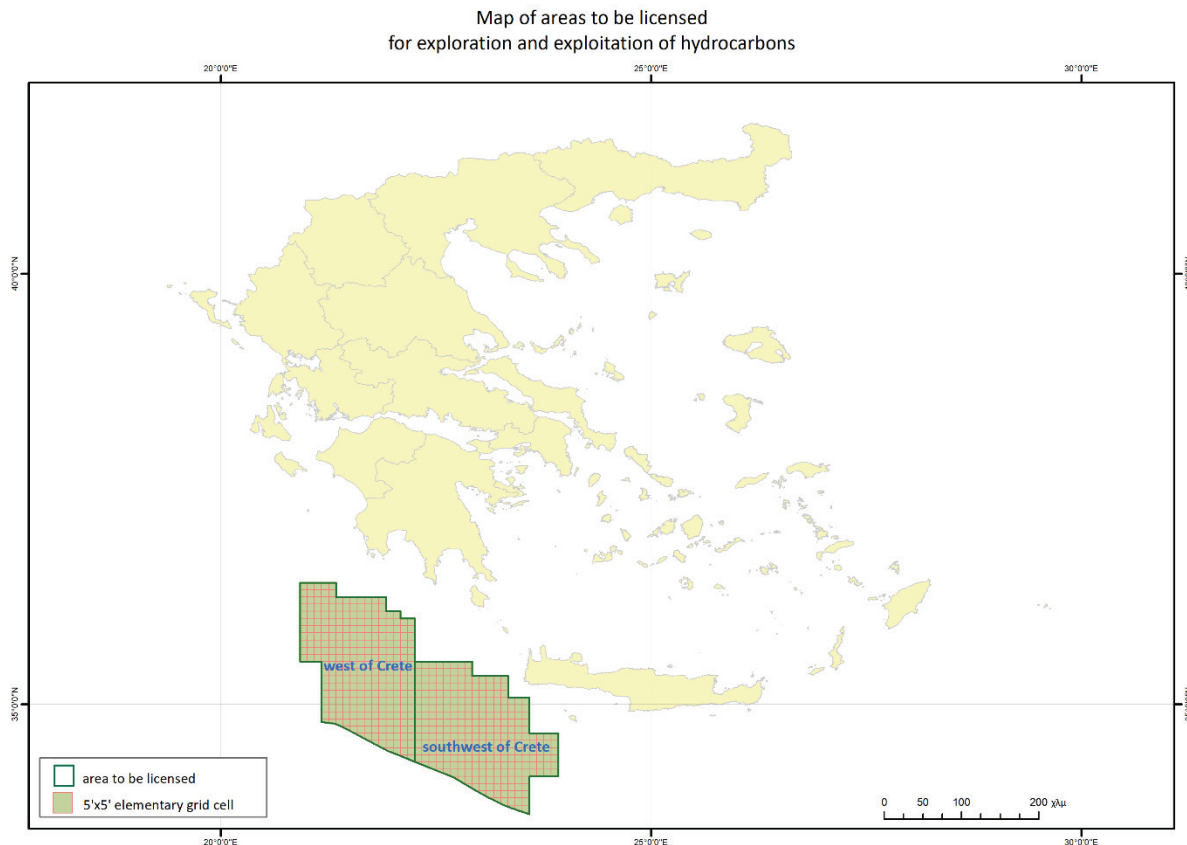 Map of areas to be licensed
for exploration and exploitation of hydrocarbons
20°0'0"E
25°0'0"E
30°0'0"E
40°0'0"N
35°0'0"N
west of Crete
southwest of Crete
area to be licensed
5'x5' elementary grid cell
0 50 100 200 χλμ
20°0'0"E
25°0'0"E
30°0'0"E